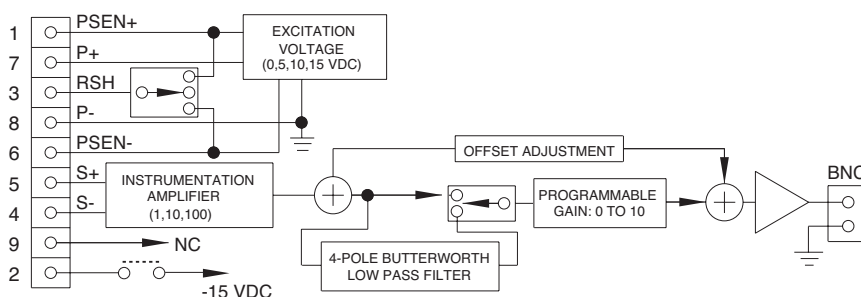 1 PSEN+
7 P+
3 RSH
8 P-
6 PSEN-
5 S+
4 S-
9 NC
2 -15 VDC
EXCITATION
VOLTAGE
(0,5,10,15 VDC)
INSTRUMENTATION
AMPLIFIER
(1,10,100)
OFFSET ADJUSTMENT
4-POLE BUTTERWORTH
LOW PASS FILTER
PROGRAMMABLE
GAIN: 0 TO 10
BNC